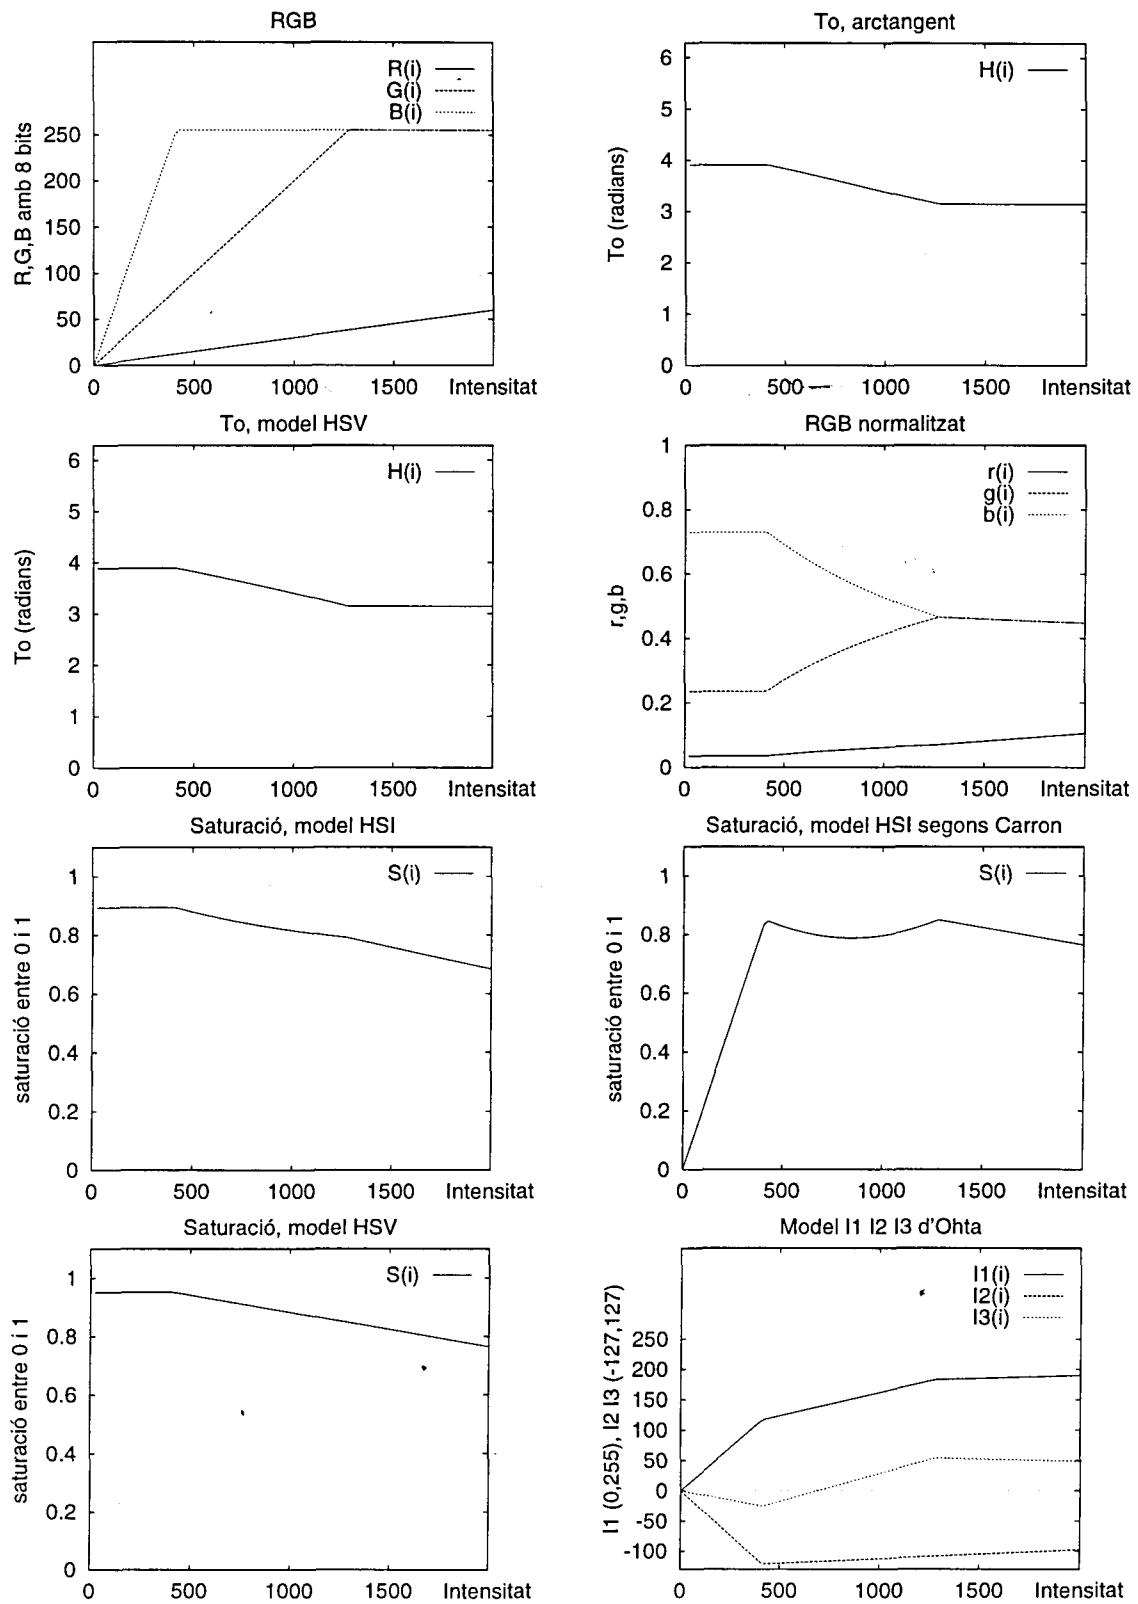 RGB
R(i)
G(i)
B(i)
R,G,B amb 8 bits
250
200
150
100
50
0
0 500 1000 1500 Intensitat
To, arctangent
H(i)
To (radians)
6
5
4
3
2
1
0
0 500 1000 1500 Intensitat
To, model HSV
H(i)
To (radians)
6
5
4
3
2
1
0
0 500 1000 1500 Intensitat
RGB normalitzat
r(i)
g(i)
b(i)
r,g,b
1
0.8
0.6
0.4
0.2
0
0 500 1000 1500 Intensitat
Saturació, model HSI
S(i)
saturació entre 0 i 1
1
0.8
0.6
0.4
0.2
0
0 500 1000 1500 Intensitat
Saturació, model HSI segons Carron
S(i)
saturació entre 0 i 1
1
0.8
0.6
0.4
0.2
0
0 500 1000 1500 Intensitat
Saturació, model HSV
S(i)
saturació entre 0 i 1
1
0.8
0.6
0.4
0.2
0
0 500 1000 1500 Intensitat
Model I1 I2 I3 d'Ohta
I1(i)
I2(i)
I3(i)
I1 (0,255), I2 I3 (-127,127)
250
200
150
100
50
0
-50
-100
0 500 1000 1500 Intensitat